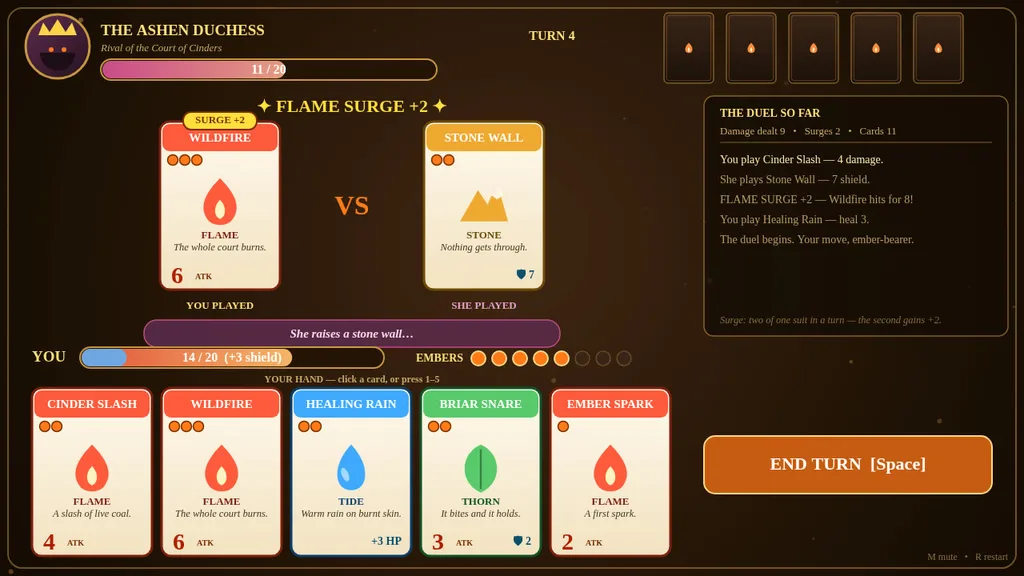 THE ASHEN DUCHESS
Rival of the Court of Cinders
11 / 20
TURN 4
✦ FLAME SURGE +2 ✦
SURGE +2
WILDFIRE
FLAME
The whole court burns.
6 ATK
YOU PLAYED
VS
STONE WALL
STONE
Nothing gets through.
7
SHE PLAYED
THE DUEL SO FAR
Damage dealt 9 • Surges 2 • Cards 11
You play Cinder Slash — 4 damage.
She plays Stone Wall — 7 shield.
FLAME SURGE +2 — Wildfire hits for 8!
You play Healing Rain — heal 3.
The duel begins. Your move, ember-bearer.
Surge: two of one suit in a turn — the second gains +2.
She raises a stone wall…
YOU
14 / 20 (+3 shield)
EMBERS
YOUR HAND — click a card, or press 1–5
CINDER SLASH
FLAME
A slash of live coal.
4 ATK
WILDFIRE
FLAME
The whole court burns.
6 ATK
HEALING RAIN
TIDE
Warm rain on burnt skin.
+3 HP
BRIAR SNARE
THORN
It bites and it holds.
3 ATK 2
EMBER SPARK
FLAME
A first spark.
2 ATK
END TURN [Space]
M mute • R restart